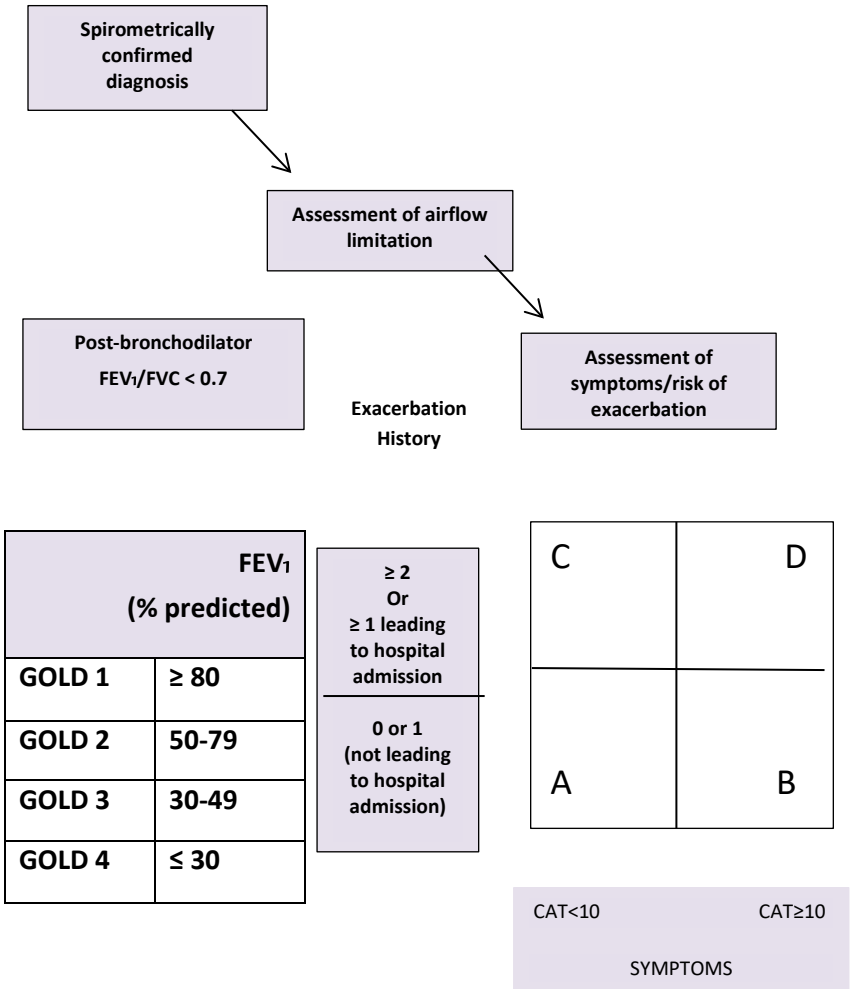 Spirometrically
confirmed
diagnosis
Assessment of airflow
limitation
Post-bronchodilator
FEV₁/FVC < 0.7
Assessment of
symptoms/risk of
exacerbation
Exacerbation
History
FEV₁
(% predicted)
GOLD 1 ≥ 80
GOLD 2 50-79
GOLD 3 30-49
GOLD 4 ≤ 30
≥ 2
Or
≥ 1 leading
to hospital
admission
0 or 1
(not leading
to hospital
admission)
C D
A B
CAT<10 CAT≥10
SYMPTOMS